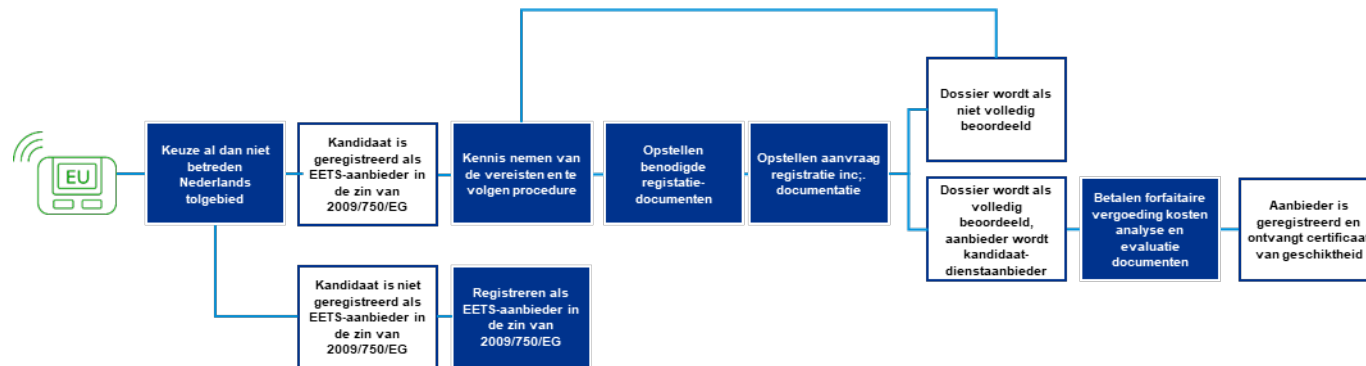 EU
Keuze al dan niet
betreden
Nederlands
tolgebied
Kandidaat is
geregistreerd als
EETS-aanbieder in
de zin van
2009/750/EG
Kennis nemen van
de vereisten en te
volgen procedure
Opstellen
benodigde
registatie-
documenten
Opstellen aanvraag
registratie inc;.
documentatie
Dossier wordt als
niet volledig
beoordeeld
Dossier wordt als
volledig
beoordeeld,
aanbieder wordt
kandidaat-
dienstaanbieder
Betalen forfaitaire
vergoeding kosten
analyse en
evaluatie
documenten
Aanbieder is
geregistreerd en
ontvangt certificaat
van geschiktheid
Kandidaat is niet
geregistreerd als
EETS-aanbieder in
de zin van
2009/750/EG
Registreren als
EETS-aanbieder in
de zin van
2009/750/EG